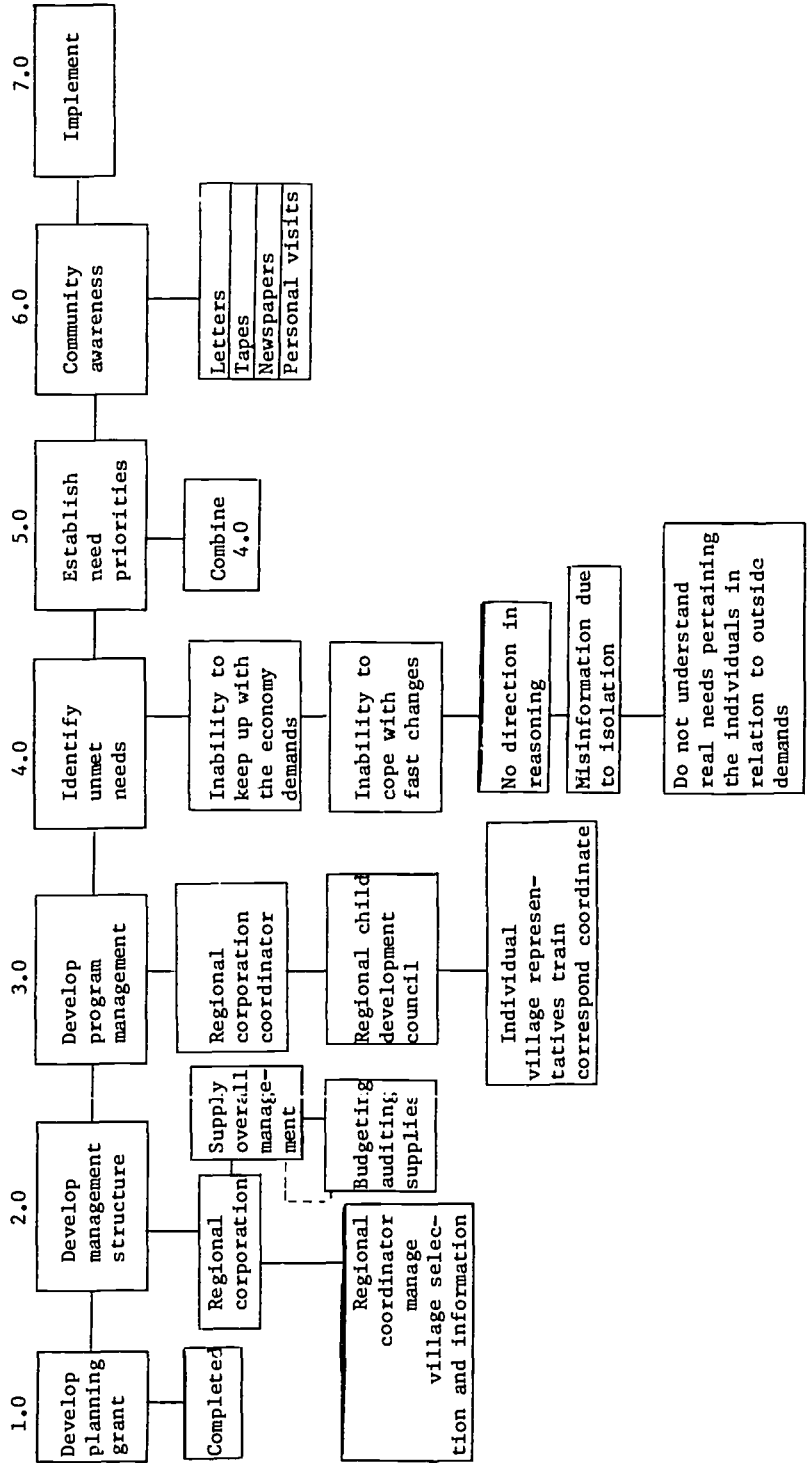 1.0
Develop
planning
grant
Completed
2.0
Develop
management
structure
Regional
corporation
Supply
overall
manage-
ment
Budgeting
auditing
supplies
Regional
coordinator
manage
village selec-
tion and information
3.0
Develop
program
management
Regional
corporation
coordinator
Regional child
development
council
Individual
village represen-
tatives train
correspond coordinate
4.0
Identify
unmet
needs
Inability to
keep up with
the economy
demands
Inability to
cope with
fast changes
No direction in
reasoning
Misinformation due
to isolation
Do not understand
real needs pertaining
the individuals in
relation to outside
demands
5.0
Establish
need
priorities
Combine
4.0
6.0
Community
awareness
Letters
Tapes
Newspapers
Personal visits
7.0
Implement